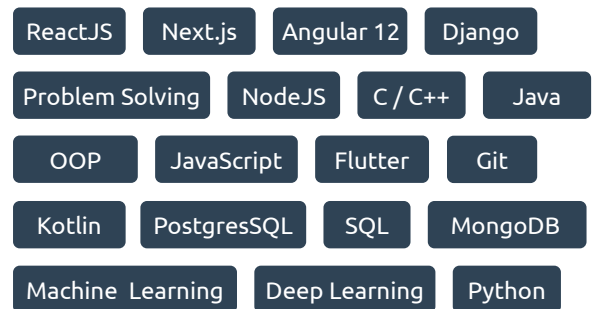 ReactJS Next.js Angular 12 Django
Problem Solving NodeJS C / C++ Java
OOP JavaScript Flutter Git
Kotlin PostgresSQL SQL MongoDB
Machine Learning Deep Learning Python